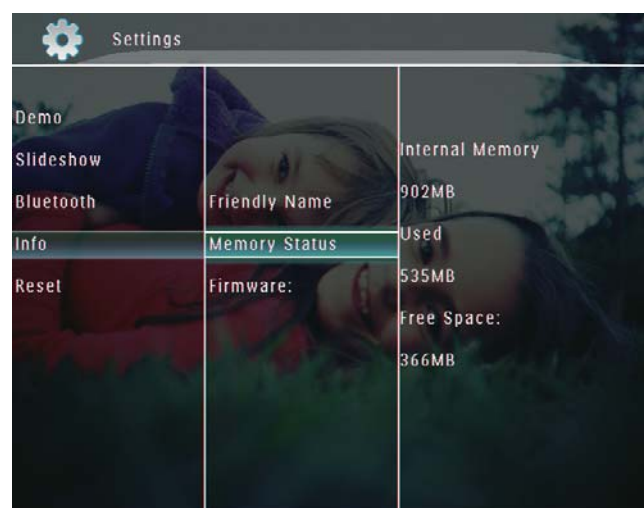 Settings
Demo
Slideshow
Bluetooth
Info
Reset
Friendly Name
Memory Status
Firmware:
Internal Memory
902MB
Used
535MB
Free Space:
366MB